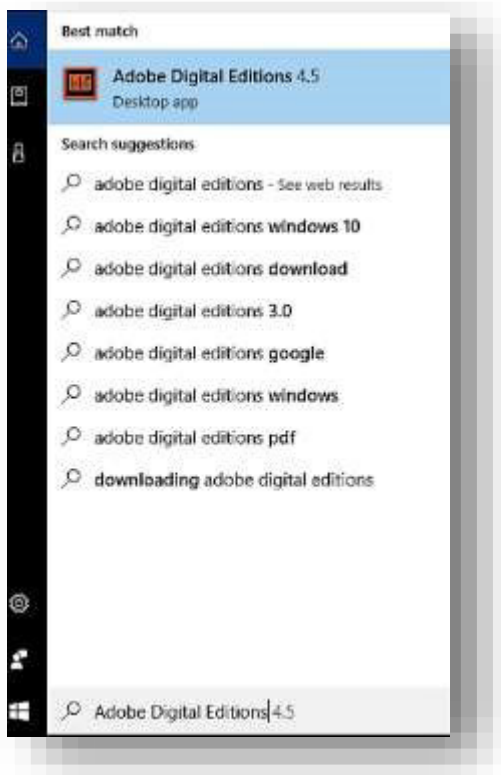 Best match
Adobe Digital Editions 4.5
Desktop app
Search suggestions
adobe digital editions - See web results
adobe digital editions windows 10
adobe digital editions download
adobe digital editions 3.0
adobe digital editions google
adobe digital editions windows
adobe digital editions pdf
downloading adobe digital editions
Adobe Digital Editions 4.5